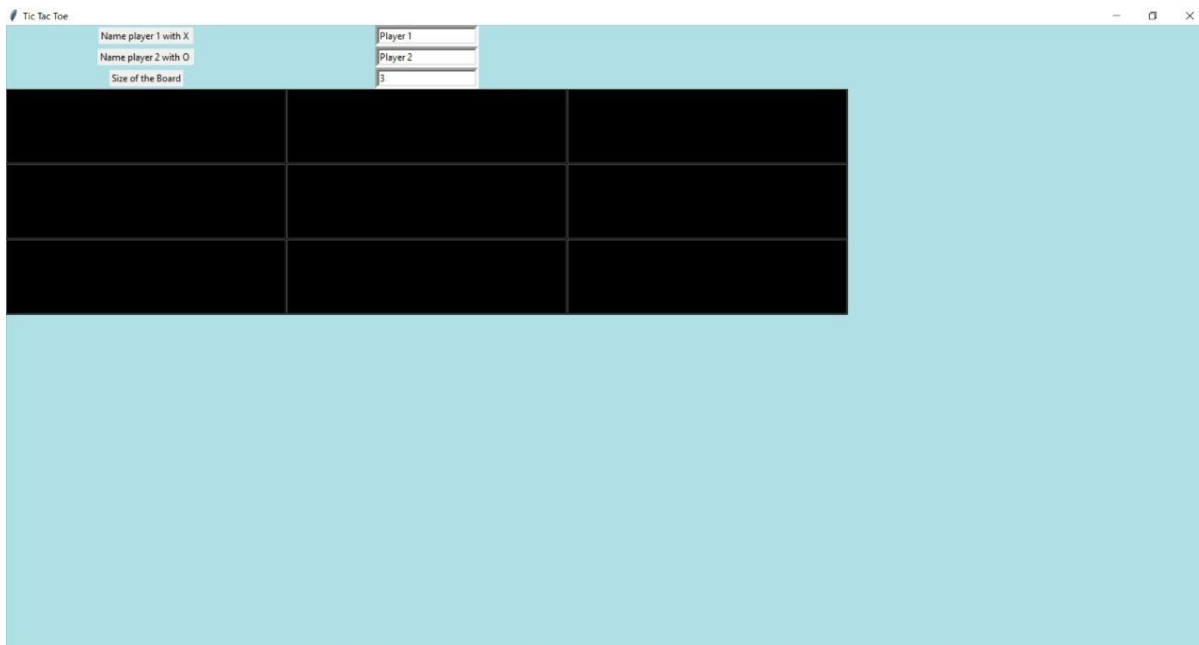 Tic Tac Toe
Name player 1 with X Player 1
Name player 2 with O Player 2
Size of the Board 3